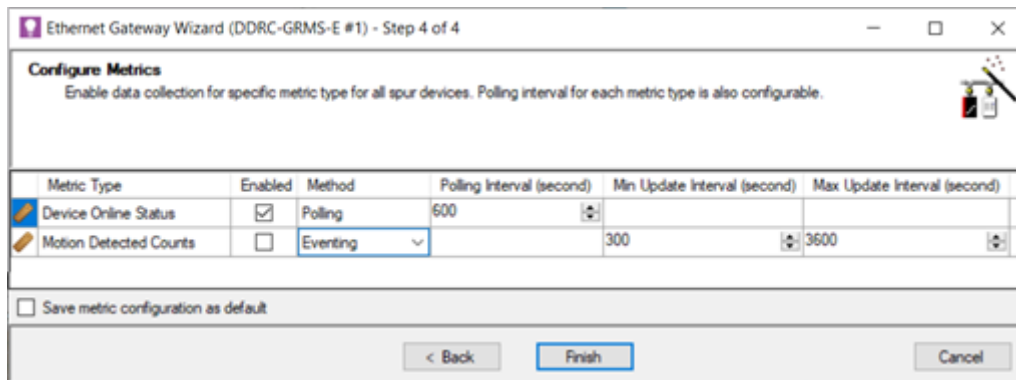 Ethernet Gateway Wizard (DDRC-GRMS-E #1) - Step 4 of 4
Configure Metrics
Enable data collection for specific metric type for all spur devices. Polling interval for each metric type is also configurable.
Metric Type Enabled Method Polling Interval (second) Min Update Interval (second) Max Update Interval (second)
Device Online Status Polling 600
Motion Detected Counts Eventing 300 3600
Save metric configuration as default
< Back Finish Cancel